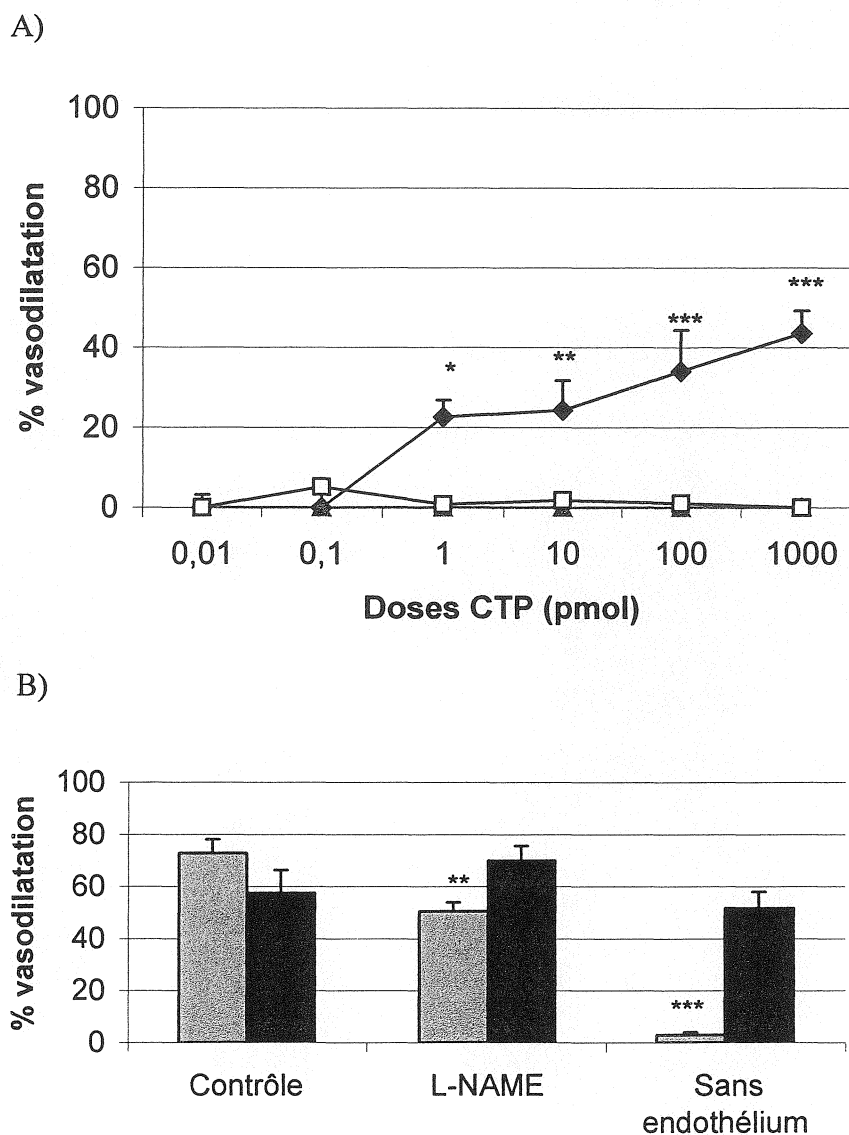 A)
% vasodilatation
100
80
60
40
20
0
*
**
***
***
0,01 0,1 1 10 100 1000
Doses CTP (pmol)
B)
% vasodilatation
100
80
60
40
20
0
**
***
Contrôle L-NAME Sans
endothélium